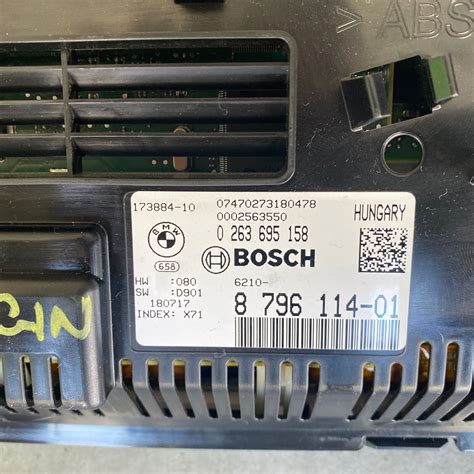 > ABS
173884-10
07470273180478
0002563550
HUNGARY
BMW
658
0 263 695 158
BOSCH
HW :080
SW :D901
180717
INDEX: X71
6210-
8 796 114-01